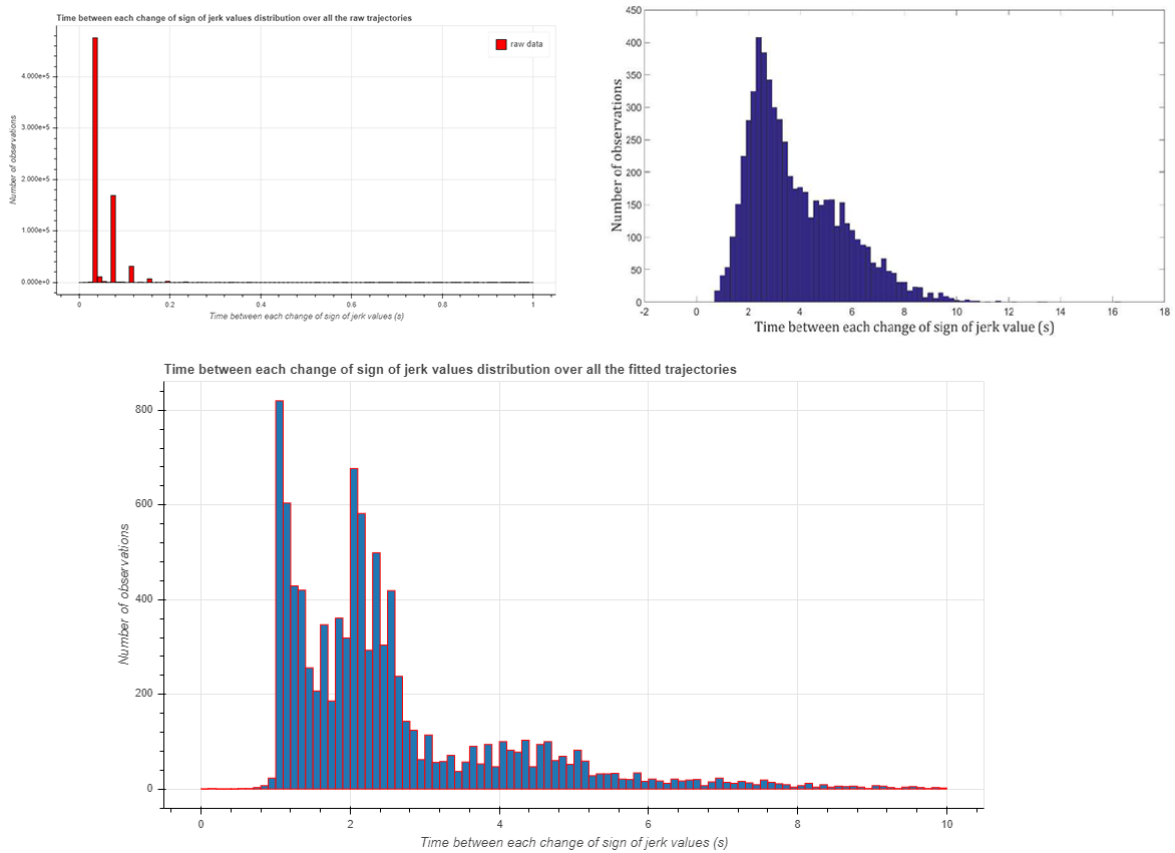 Time between each change of sign of jerk values distribution over all the raw trajectories
raw data
4.000e+5
3.000e+5
2.000e+5
1.000e+5
0.000e+0
Number of observations
0
0.2
0.4
0.6
0.8
1
Time between each change of sign of jerk values (s)
450
400
350
300
250
200
150
100
50
0
Number of observations
-2
0
2
4
6
8
10
12
14
16
18
Time between each change of sign of jerk value (s)
Time between each change of sign of jerk values distribution over all the fitted trajectories
800
600
400
200
0
Number of observations
0
2
4
6
8
10
Time between each change of sign of jerk values (s)